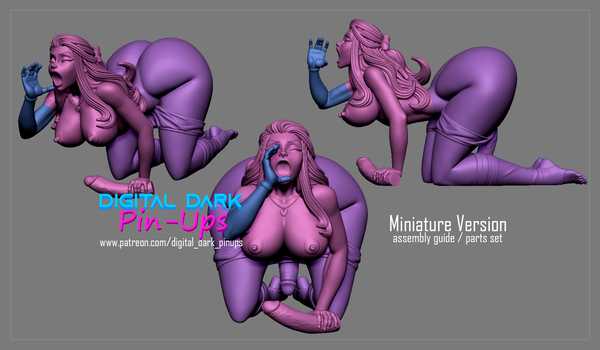 DIGITAL DARK
Pin-Ups
www.patreon.com/digital_dark_pinups
Miniature Version
assembly guide / parts set